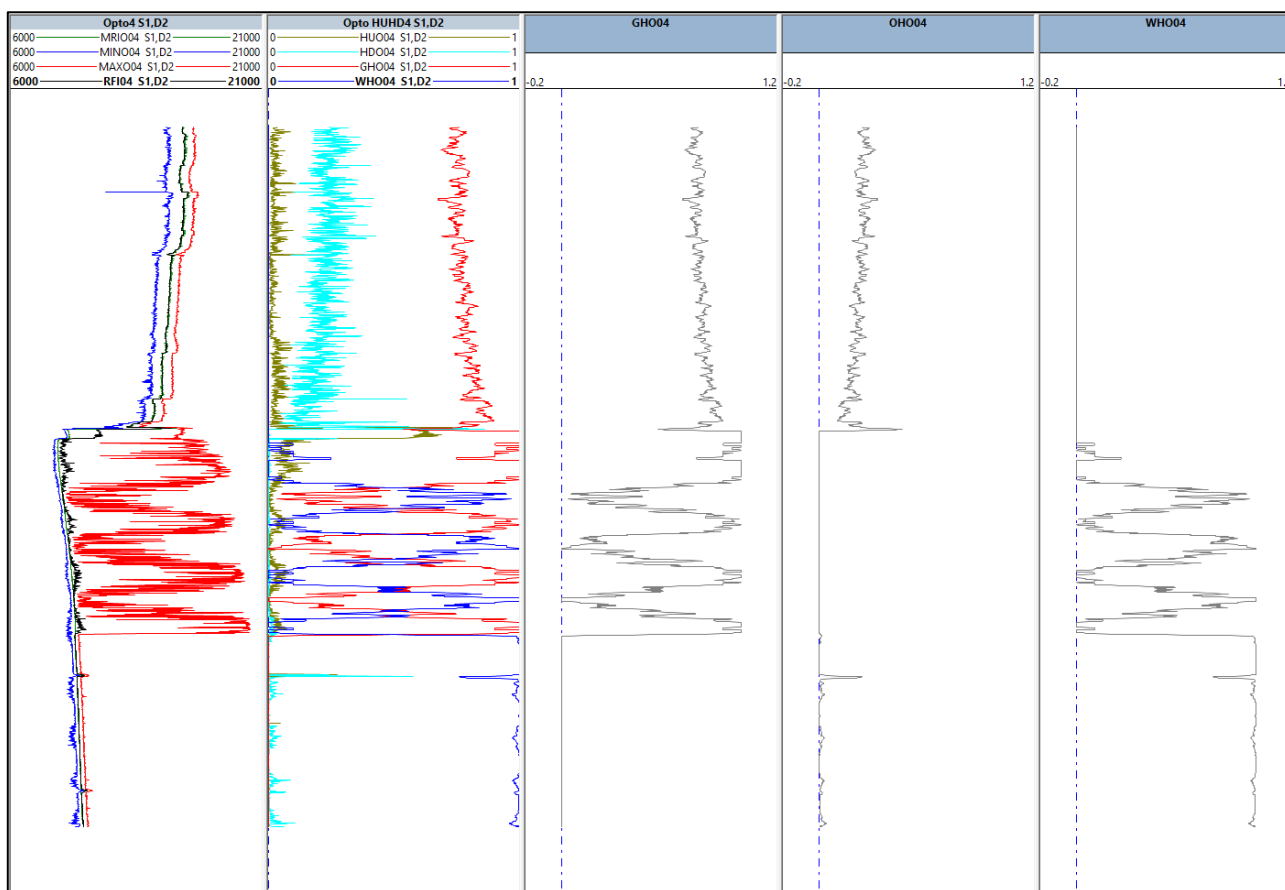 Opto4 S1,D2
6000 MRIO04 S1,D2 21000
6000 MINO04 S1,D2 21000
6000 MAXO04 S1,D2 21000
6000 RFI04 S1,D2 21000
Opto HUHD4 S1,D2
0 HUO04 S1,D2 1
0 HDO04 S1,D2 1
0 GHO04 S1,D2 1
0 WHO04 S1,D2 1
GHO04
-0.2 1.2
OHO04
-0.2 1.2
WHO04
-0.2 1.